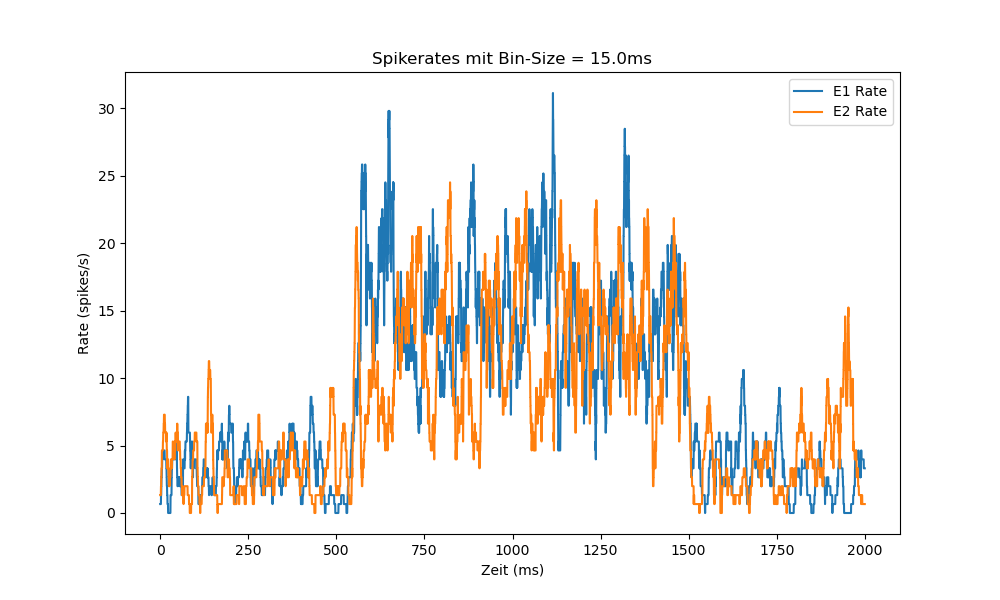 Spikerates mit Bin-Size = 15.0ms
E1 Rate
E2 Rate
Rate (spikes/s)
30
25
20
15
10
5
0
0 250 500 750 1000 1250 1500 1750 2000
Zeit (ms)